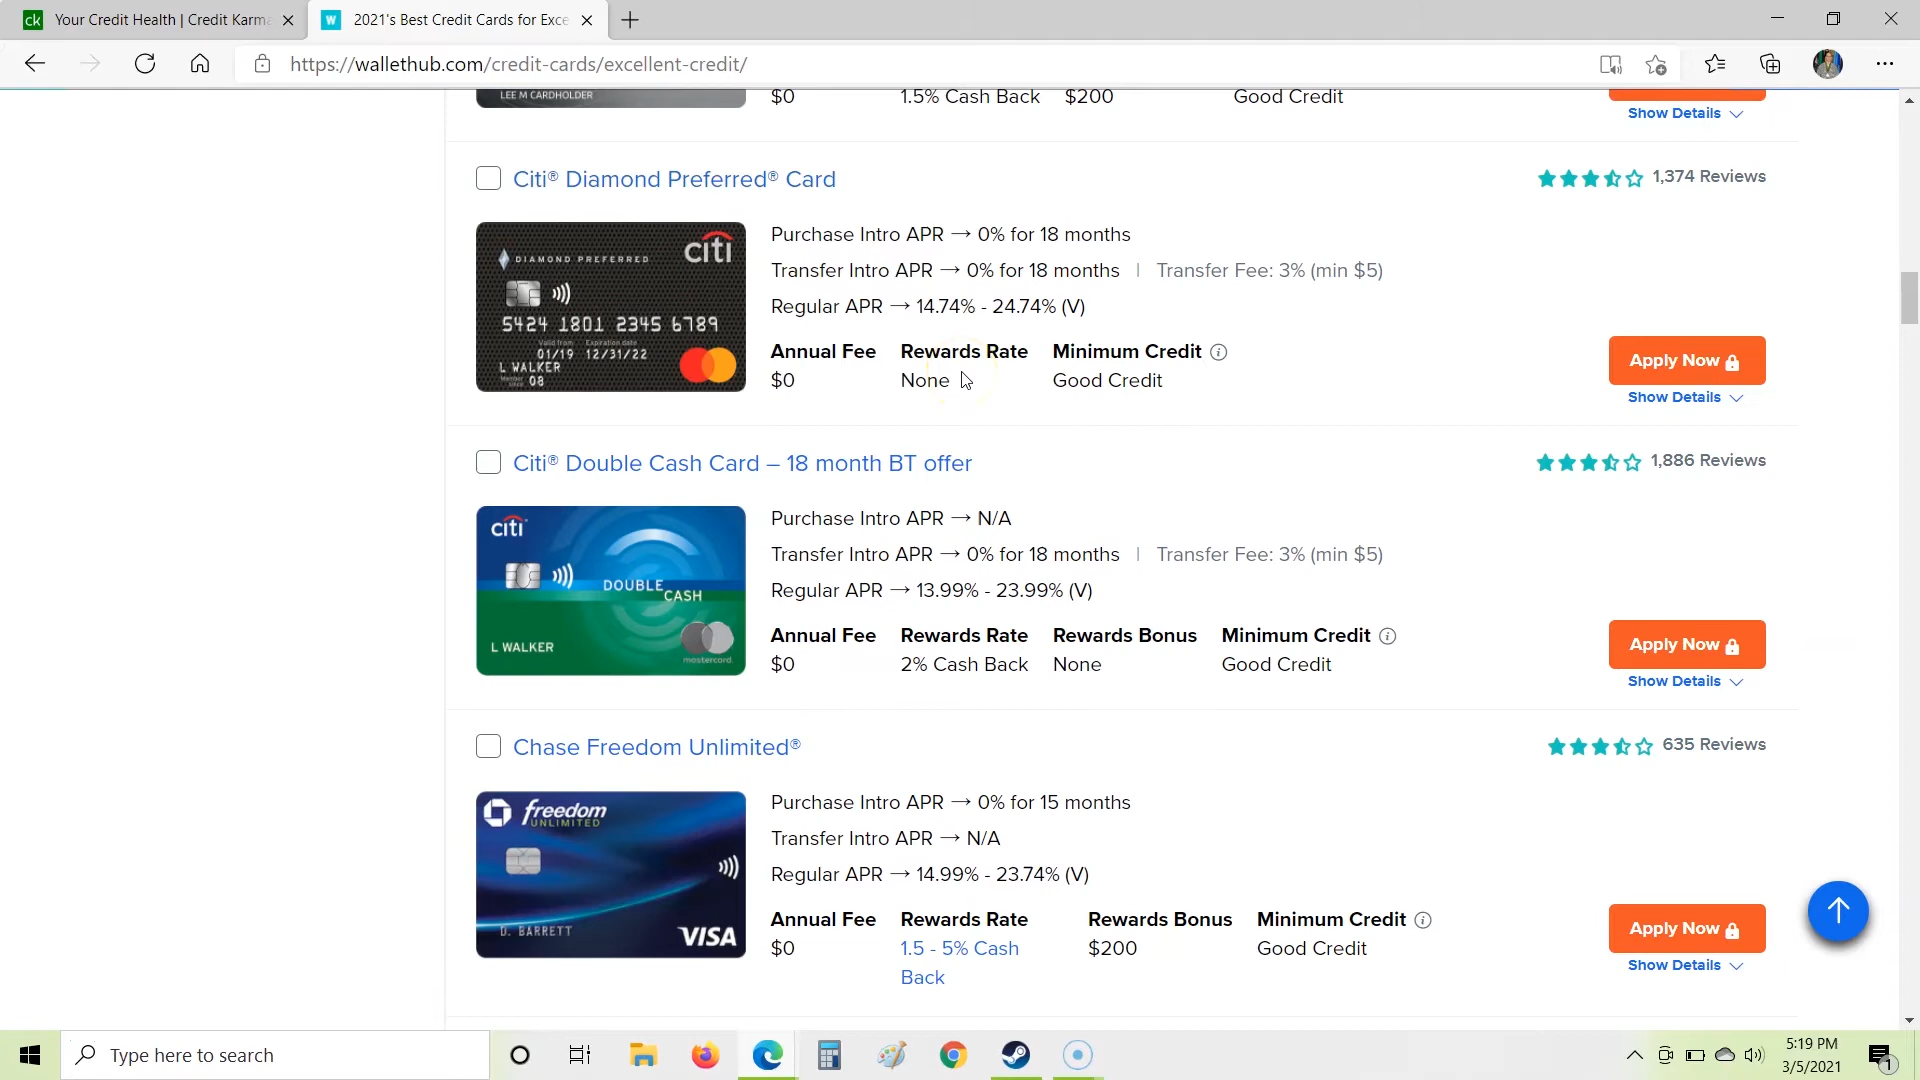 ck Your Credit Health | Credit Karma
W 2021's Best Credit Cards for Exce
https://wallethub.com/credit-cards/excellent-credit/
LEE M CARDHOLDER
$0 1.5% Cash Back $200 Good Credit
Show Details
Citi® Diamond Preferred® Card
1,374 Reviews
DIAMOND PREFERRED
citi
5424 1801 2345 6789
Valid from Expiration date
01/19 12/31/22
L WALKER
Member since 08
Purchase Intro APR → 0% for 18 months
Transfer Intro APR → 0% for 18 months | Transfer Fee: 3% (min $5)
Regular APR → 14.74% - 24.74% (V)
Annual Fee Rewards Rate Minimum Credit
$0 None Good Credit
Apply Now
Show Details
Citi® Double Cash Card – 18 month BT offer
1,886 Reviews
citi
DOUBLE
CASH
L WALKER
mastercard.
Purchase Intro APR → N/A
Transfer Intro APR → 0% for 18 months | Transfer Fee: 3% (min $5)
Regular APR → 13.99% - 23.99% (V)
Annual Fee Rewards Rate Rewards Bonus Minimum Credit
$0 2% Cash Back None Good Credit
Apply Now
Show Details
Chase Freedom Unlimited®
635 Reviews
freedom
UNLIMITED
D. BARRETT
VISA
Purchase Intro APR → 0% for 15 months
Transfer Intro APR → N/A
Regular APR → 14.99% - 23.74% (V)
Annual Fee Rewards Rate Rewards Bonus Minimum Credit
$0 1.5 - 5% Cash $200 Good Credit
Back
Apply Now
Show Details
Type here to search
5:19 PM
3/5/2021
1